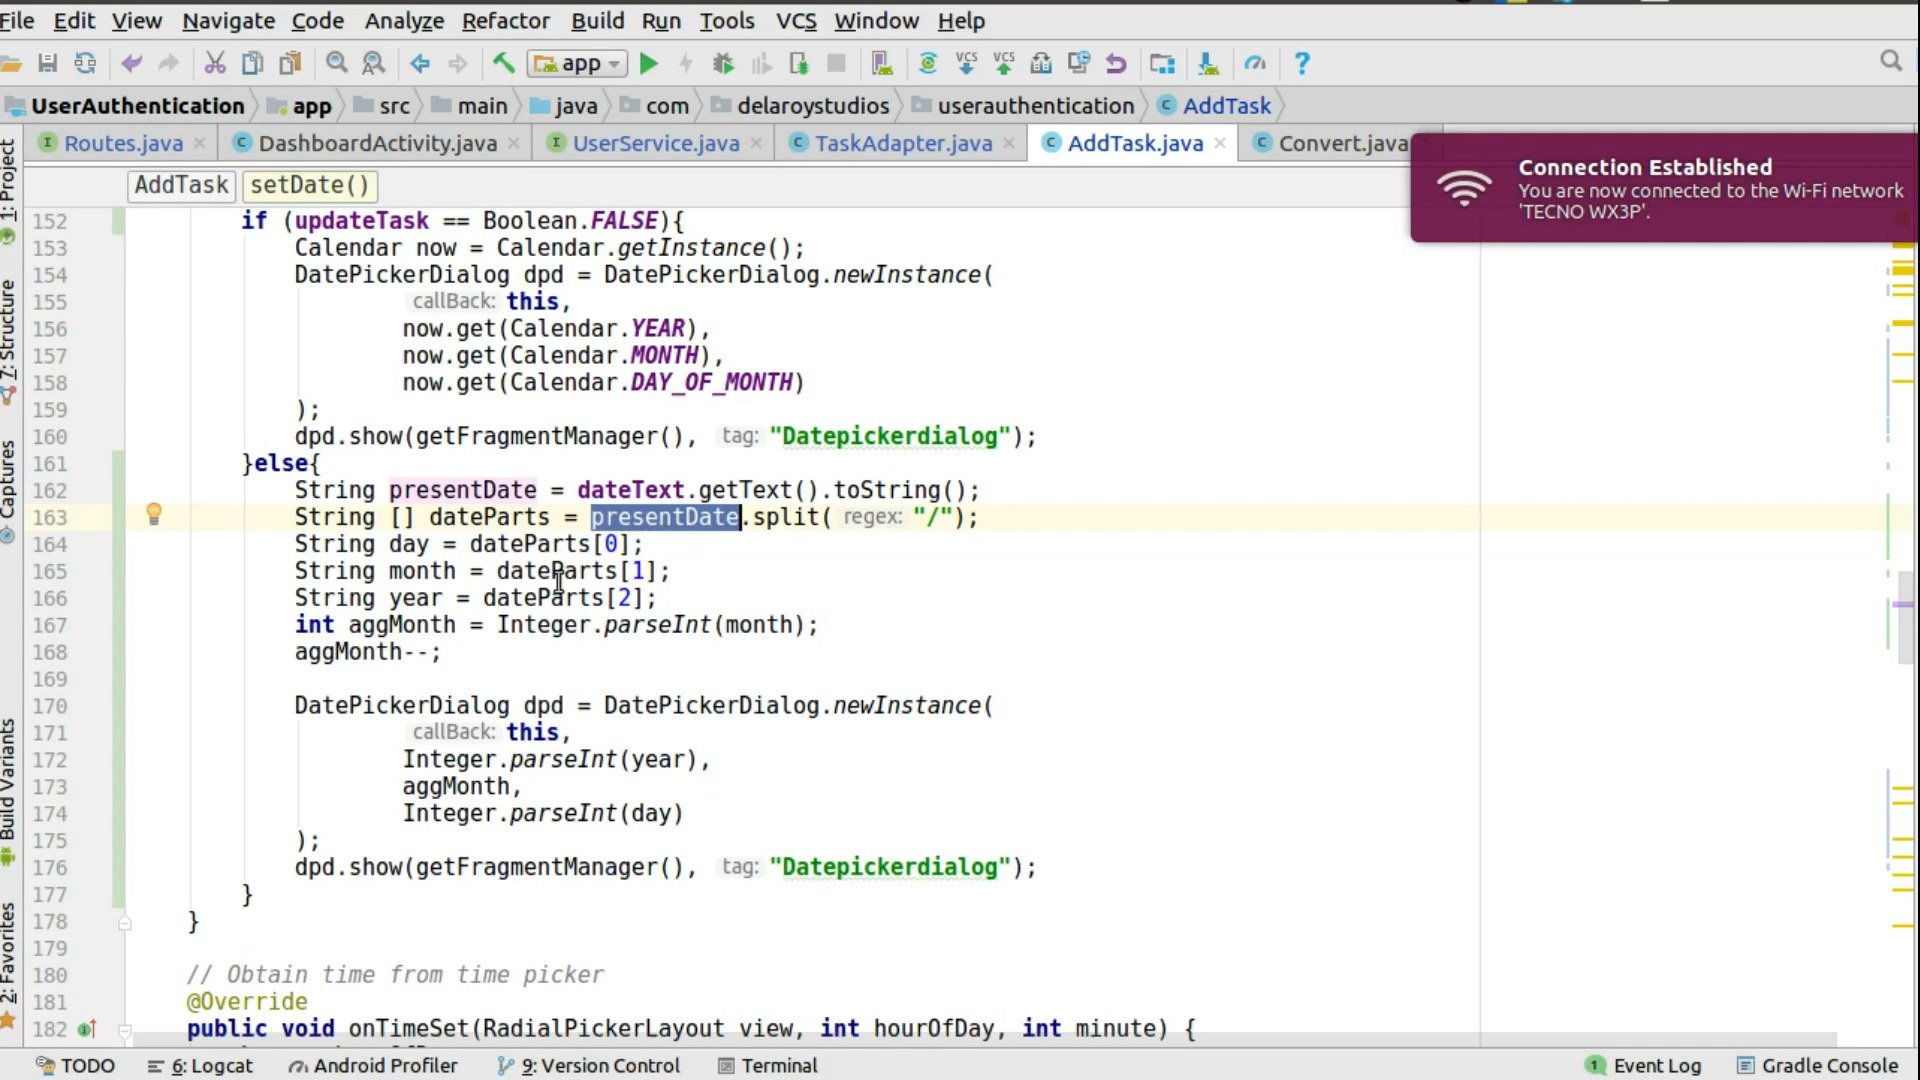 File Edit View Navigate Code Analyze Refactor Build Run Tools VCS Window Help
app VCS VCS ?
UserAuthentication app src main java com delaroystudios userauthentication C AddTask
I Routes.java C DashboardActivity.java I UserService.java C TaskAdapter.java C AddTask.java C Convert.java
Connection Established
You are now connected to the Wi-Fi network
'TECNO WX3P'.
AddTask setDate()
1: Project
7: Structure
Captures
Build Variants
2: Favorites
152 if (updateTask == Boolean.FALSE){
153 Calendar now = Calendar.getInstance();
154 DatePickerDialog dpd = DatePickerDialog.newInstance(
155 callBack: this,
156 now.get(Calendar.YEAR),
157 now.get(Calendar.MONTH),
158 now.get(Calendar.DAY_OF_MONTH)
159 );
160 dpd.show(getFragmentManager(), tag: "Datepickerdialog");
161 }else{
162 String presentDate = dateText.getText().toString();
163 String [] dateParts = presentDate.split( regex: "/");
164 String day = dateParts[0];
165 String month = dateParts[1];
166 String year = dateParts[2];
167 int aggMonth = Integer.parseInt(month);
168 aggMonth--;
169
170 DatePickerDialog dpd = DatePickerDialog.newInstance(
171 callBack: this,
172 Integer.parseInt(year),
173 aggMonth,
174 Integer.parseInt(day)
175 );
176 dpd.show(getFragmentManager(), tag: "Datepickerdialog");
177 }
178 }
179
180 // Obtain time from time picker
181 @Override
182 public void onTimeSet(RadialPickerLayout view, int hourOfDay, int minute) {
TODO 6: Logcat Android Profiler 9: Version Control Terminal 1 Event Log Gradle Console